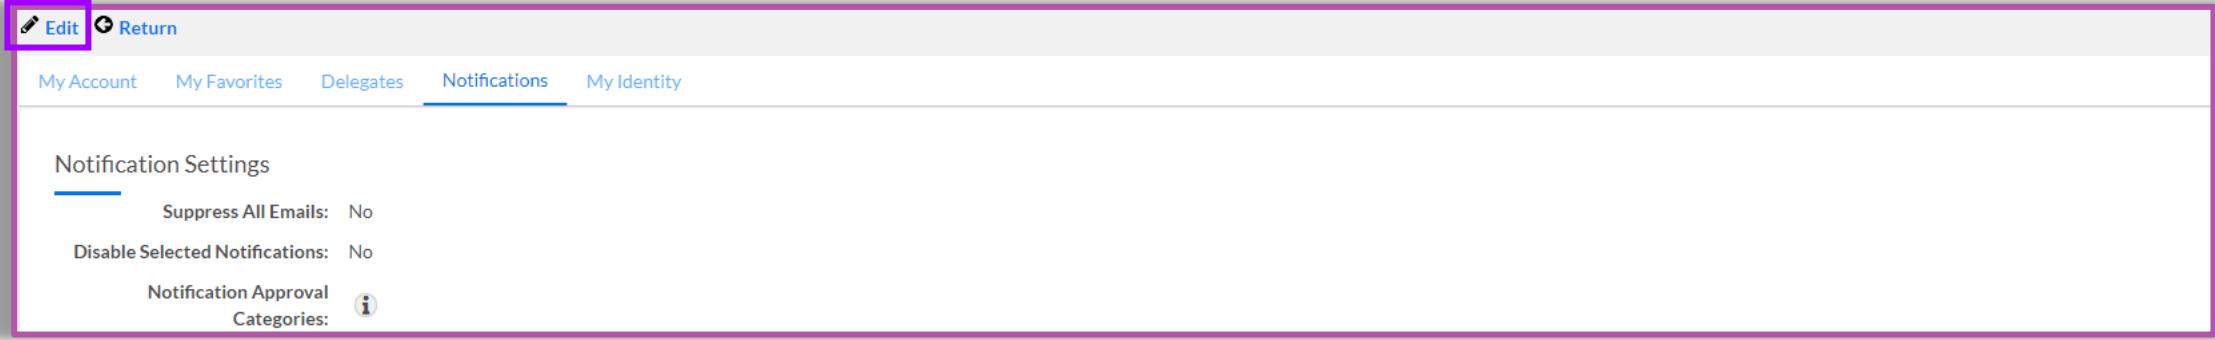 Edit Return
My Account My Favorites Delegates Notifications My Identity
Notification Settings
Suppress All Emails: No
Disable Selected Notifications: No
Notification Approval
Categories: